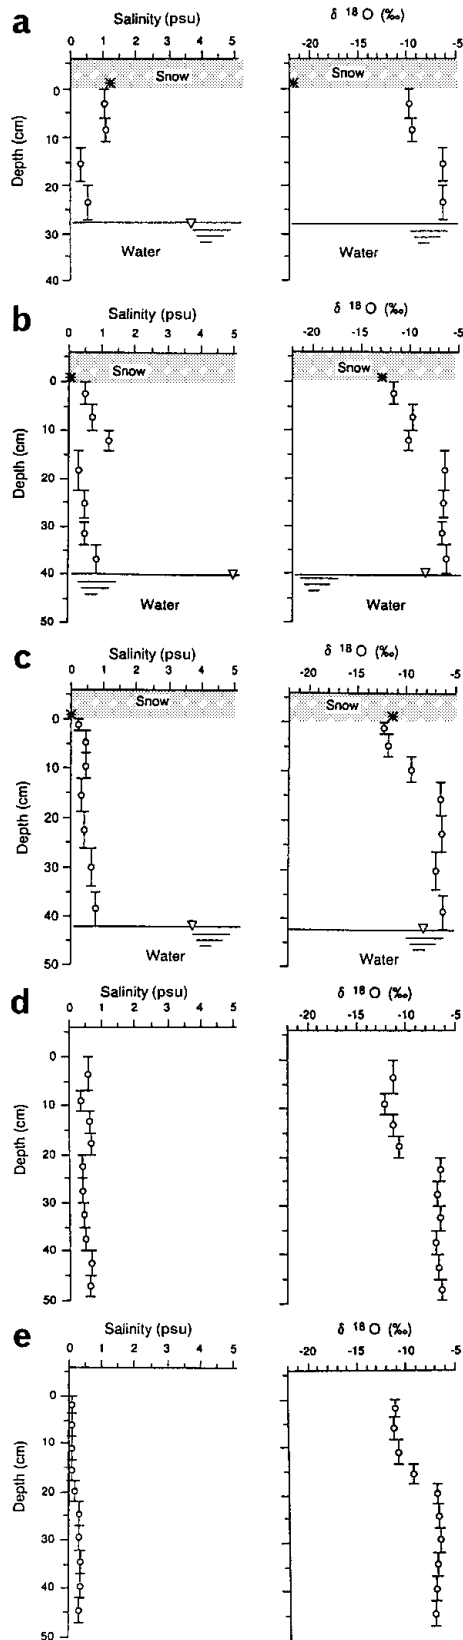 a
Salinity (psu)
0 1 2 3 4 5
δ 18 O (‰)
-20 -15 -10 -5
Snow
Snow
Depth (cm)
0
10
20
30
40
Water
Water
b
Salinity (psu)
0 1 2 3 4 5
δ 18 O (‰)
-20 -15 -10 -5
Snow
Snow
Depth (cm)
0
10
20
30
40
50
Water
Water
c
Salinity (psu)
0 1 2 3 4 5
δ 18 O (‰)
-20 -15 -10 -5
Snow
Snow
Depth (cm)
0
10
20
30
40
50
Water
Water
d
Salinity (psu)
0 1 2 3 4 5
δ 18 O (‰)
-20 -15 -10 -5
Depth (cm)
0
10
20
30
40
50
e
Salinity (psu)
0 1 2 3 4 5
δ 18 O (‰)
-20 -15 -10 -5
Depth (cm)
0
10
20
30
40
50